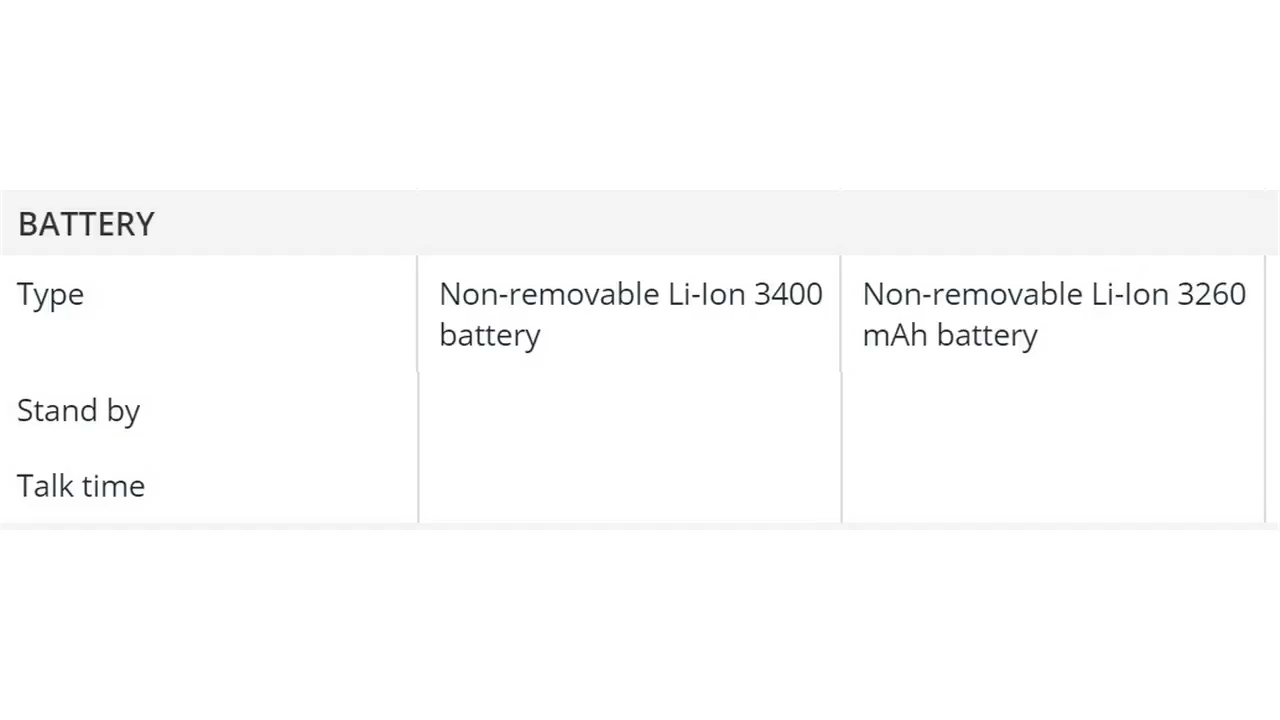 BATTERY
Type
Non-removable Li-Ion 3400
battery
Non-removable Li-Ion 3260
mAh battery
Stand by
Talk time